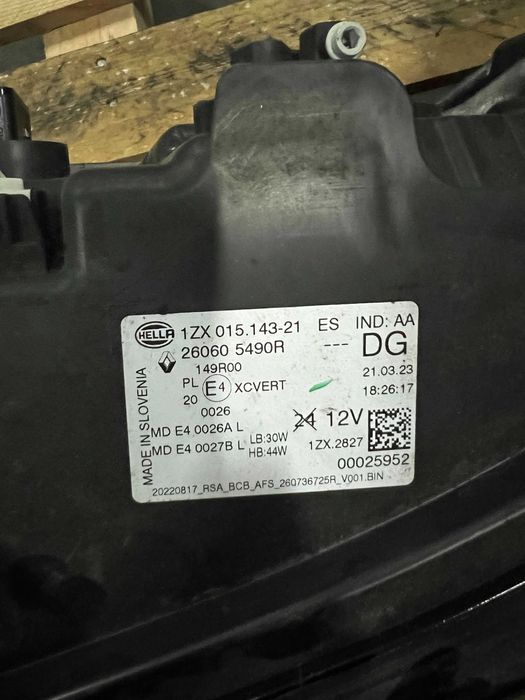 HELLA 1ZX 015.143-21 ES IND: AA
26060 5490R --- DG
149R00 21.03.23
PL E4 XCVERT 18:26:17
20
0026 24 12V
MD E4 0026A L LB:30W 1ZX.2827
MD E4 0027B L HB:44W
00025952
20220817_RSA_BCB_AFS_260736725R_V001.BIN
MADE IN SLOVENIA